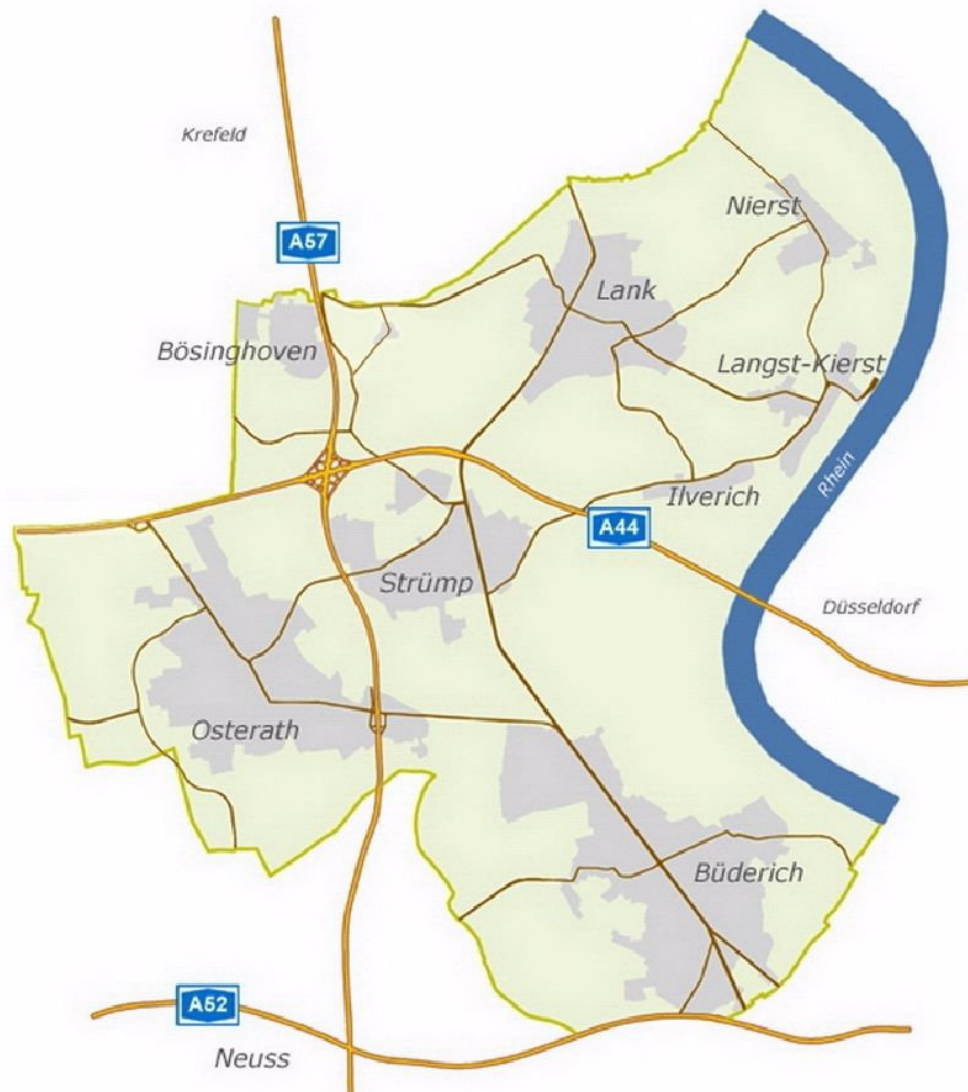 Krefeld
Nierst
A57
Lank
Bösinghoven
Langst-Kierst
Rhein
Ilverich
A44
Strümp
Düsseldorf
Osterath
Büderich
A52
Neuss